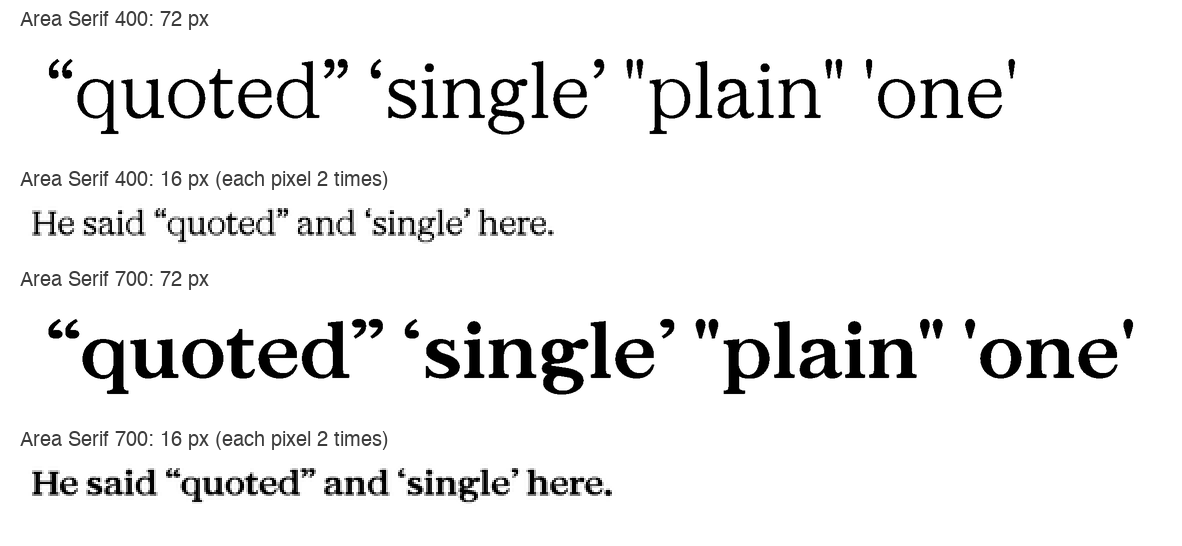 Area Serif 400: 72 px
“quoted” ‘single’ "plain" 'one'
Area Serif 400: 16 px (each pixel 2 times)
He said “quoted” and ‘single’ here.
Area Serif 700: 72 px
“quoted” ‘single’ "plain" 'one'
Area Serif 700: 16 px (each pixel 2 times)
He said “quoted” and ‘single’ here.